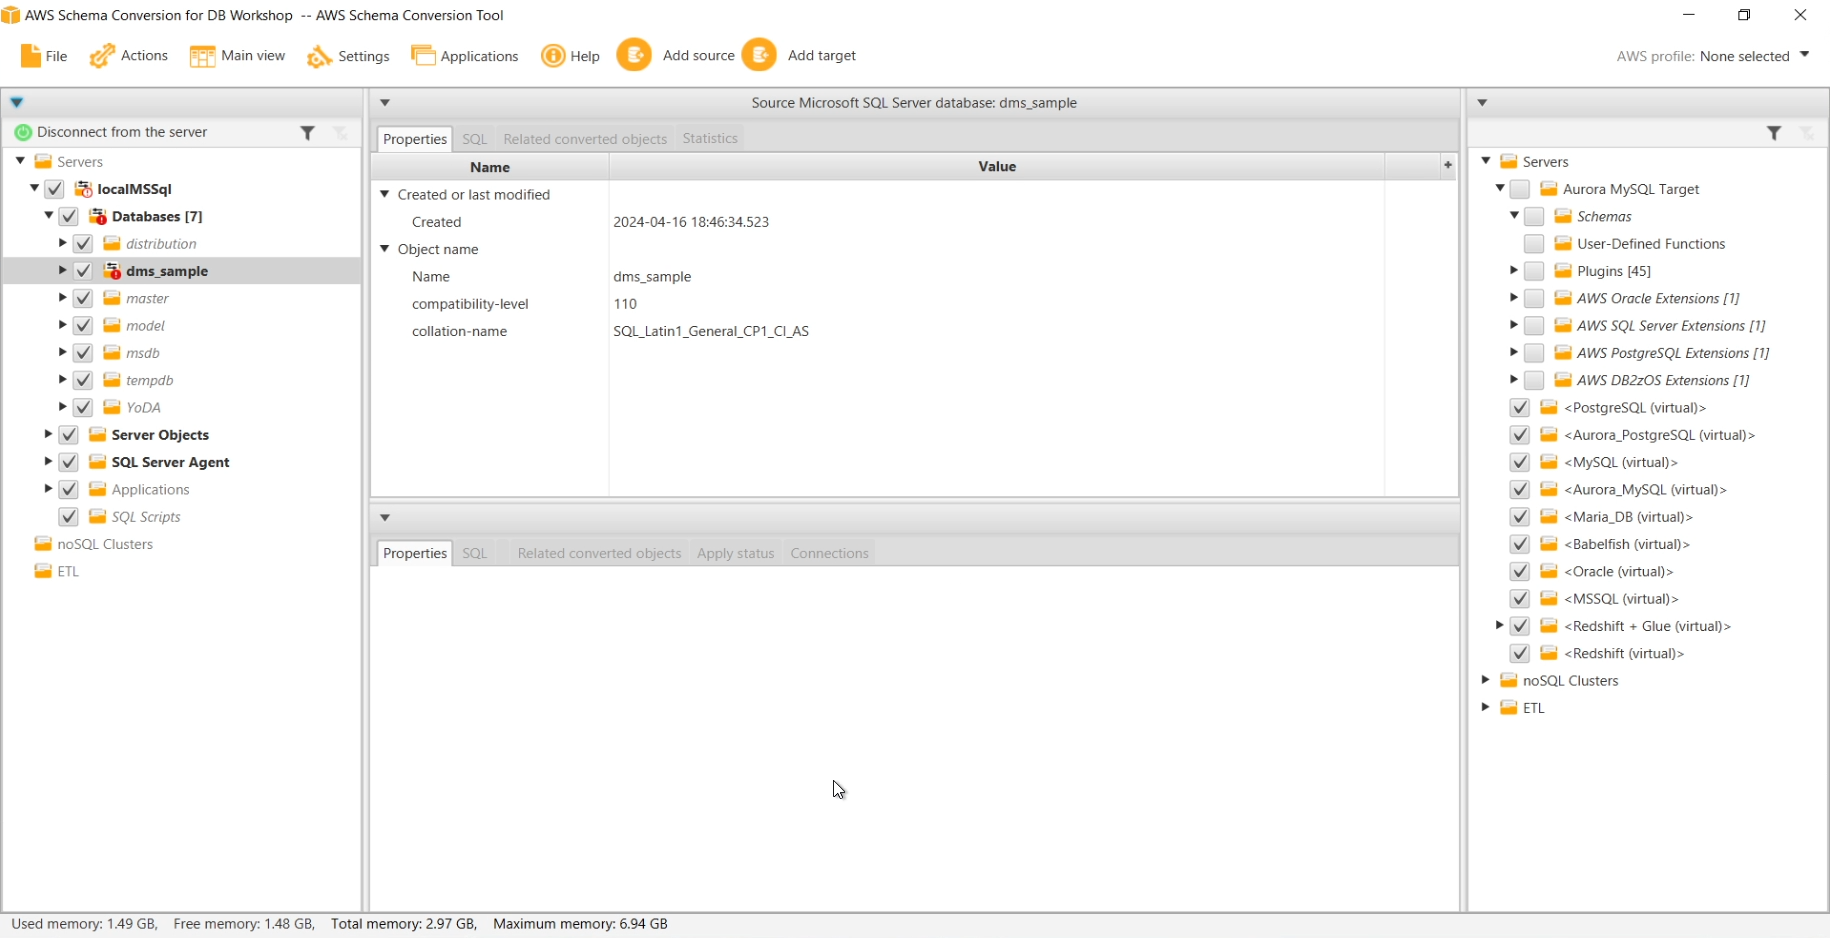 AWS Schema Conversion for DB Workshop -- AWS Schema Conversion Tool
File Actions Main view Settings Applications Help Add source Add target AWS profile: None selected
Disconnect from the server
Servers
localMSSql
Databases [7]
distribution
dms_sample
master
model
msdb
tempdb
YoDA
Server Objects
SQL Server Agent
Applications
SQL Scripts
noSQL Clusters
ETL
Source Microsoft SQL Server database: dms_sample
Properties SQL Related converted objects Statistics
Name Value +
Created or last modified
Created 2024-04-16 18:46:34.523
Object name
Name dms_sample
compatibility-level 110
collation-name SQL_Latin1_General_CP1_CI_AS
Properties SQL Related converted objects Apply status Connections
Servers
Aurora MySQL Target
Schemas
User-Defined Functions
Plugins [45]
AWS Oracle Extensions [1]
AWS SQL Server Extensions [1]
AWS PostgreSQL Extensions [1]
AWS DB2zOS Extensions [1]
<PostgreSQL (virtual)>
<Aurora_PostgreSQL (virtual)>
<MySQL (virtual)>
<Aurora_MySQL (virtual)>
<Maria_DB (virtual)>
<Babelfish (virtual)>
<Oracle (virtual)>
<MSSQL (virtual)>
<Redshift + Glue (virtual)>
<Redshift (virtual)>
noSQL Clusters
ETL
Used memory: 1.49 GB, Free memory: 1.48 GB, Total memory: 2.97 GB, Maximum memory: 6.94 GB